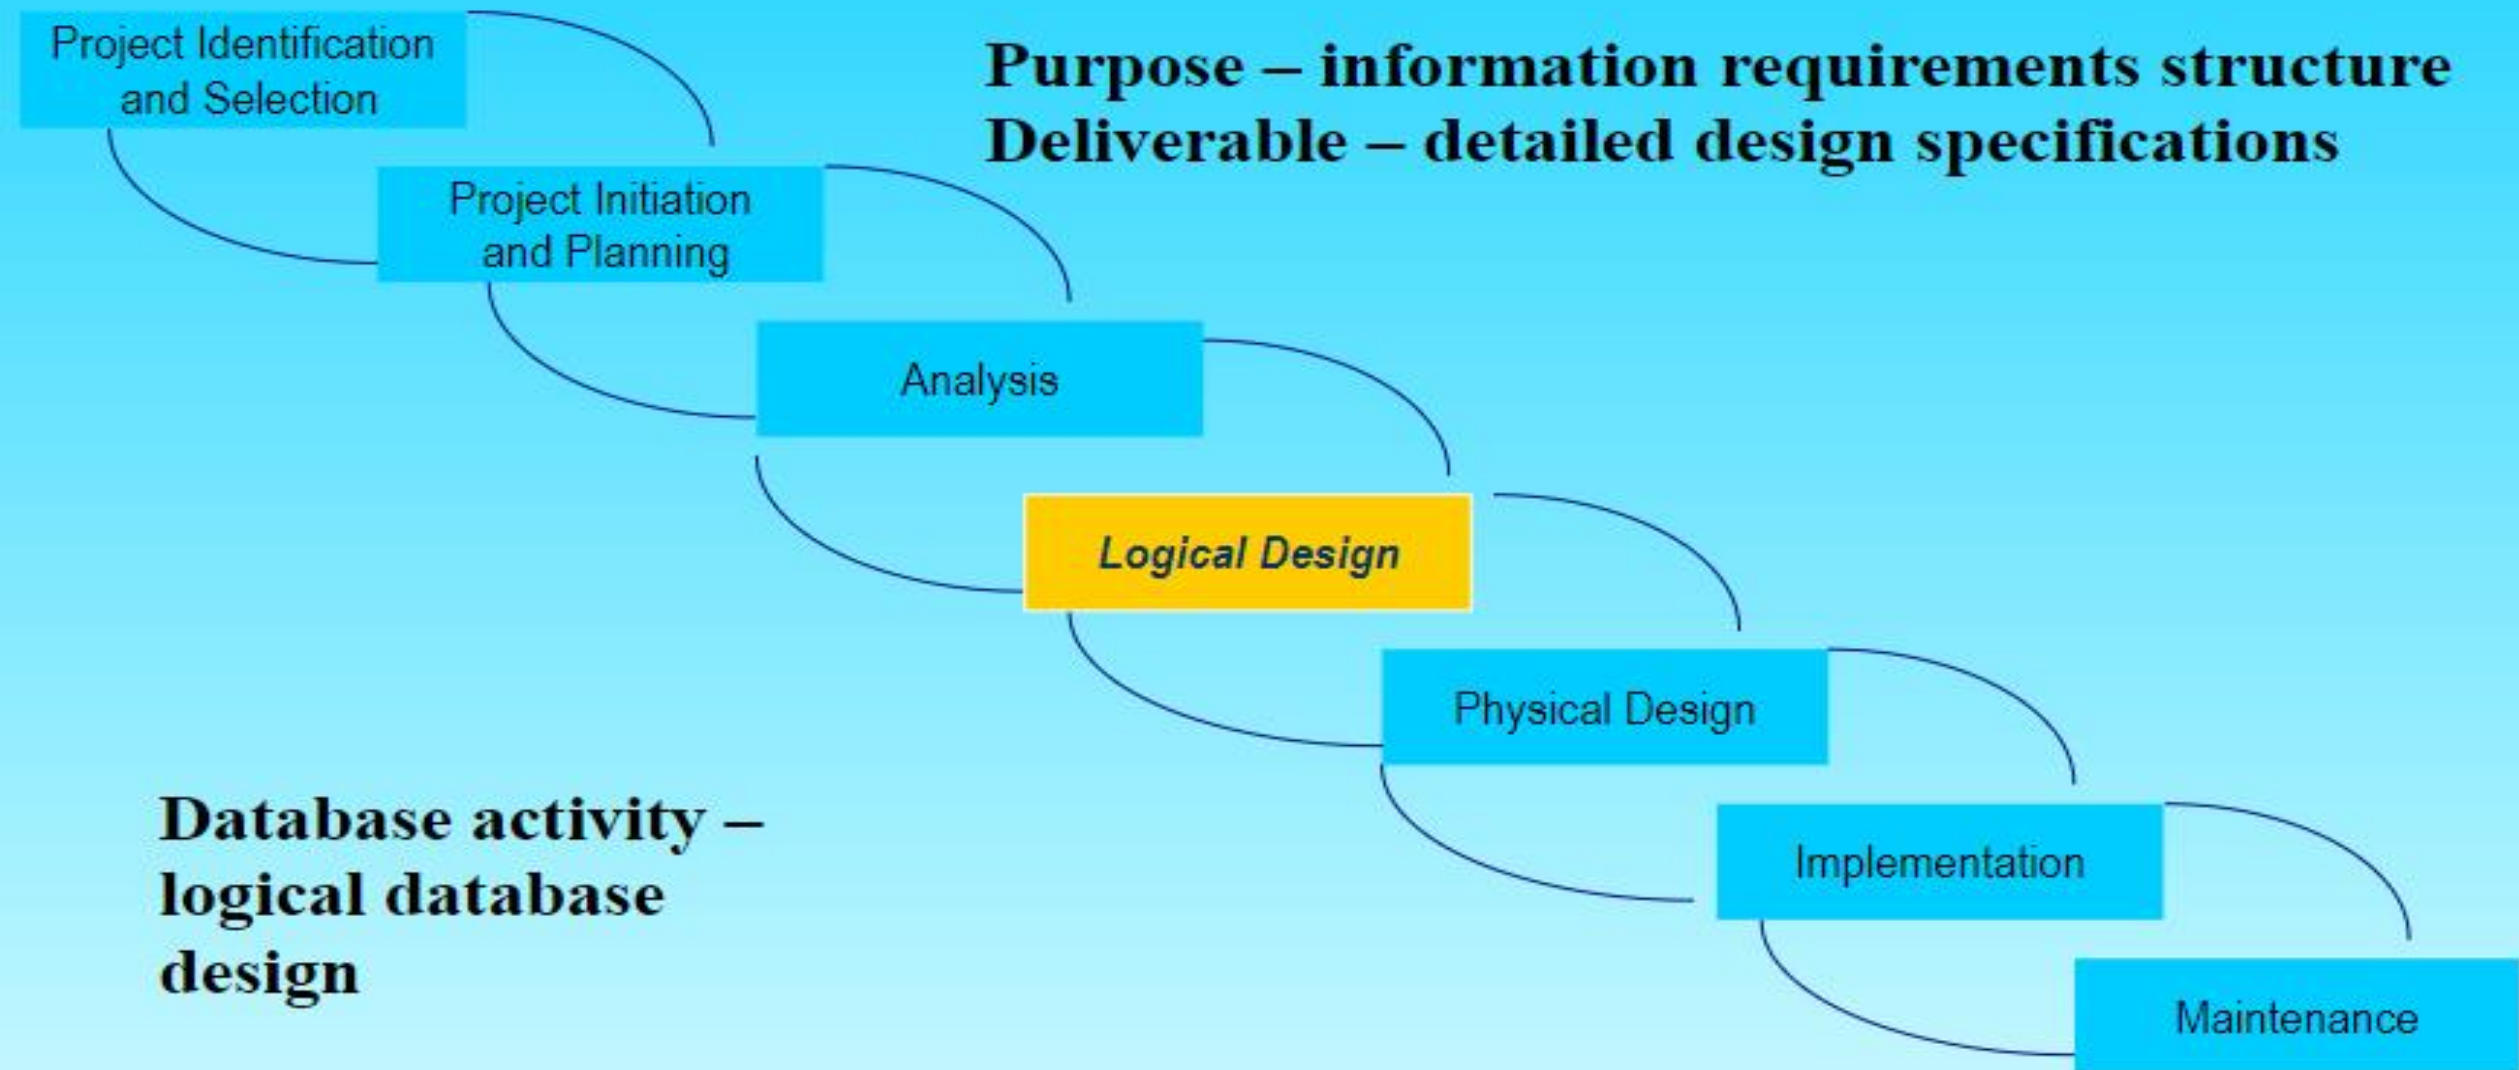 Project Identification
and Selection
Purpose – information requirements structure
Deliverable – detailed design specifications
Project Initiation
and Planning
Analysis
Logical Design
Physical Design
Database activity –
logical database
design
Implementation
Maintenance